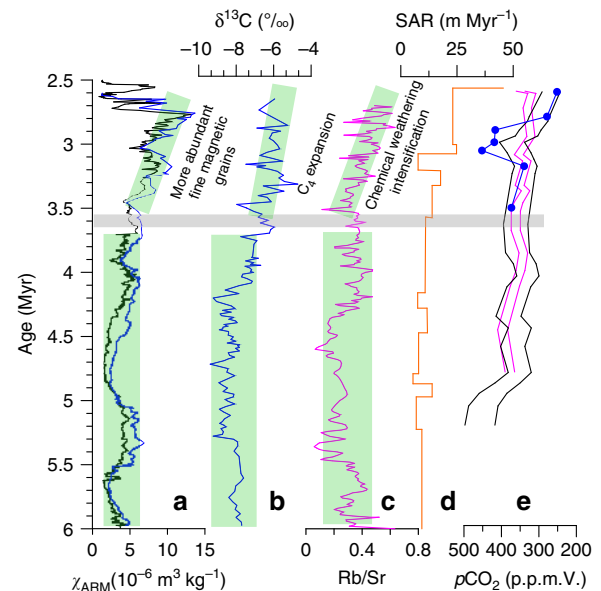 δ¹³C (°/₀₀)
SAR (m Myr⁻¹)
−10 −8 −6 −4
0 25 50
2.5
3.0
3.5
4
4.5
5
5.5
6
Age (Myr)
More abundant
fine magnetic
grains
C₄ expansion
Chemical weathering
intensification
a b c d e
0 5 10 15
0 0.4 0.8
500 400 300 200
χARM(10⁻⁶ m³ kg⁻¹)
Rb/Sr
pCO₂ (p.p.m.V.)